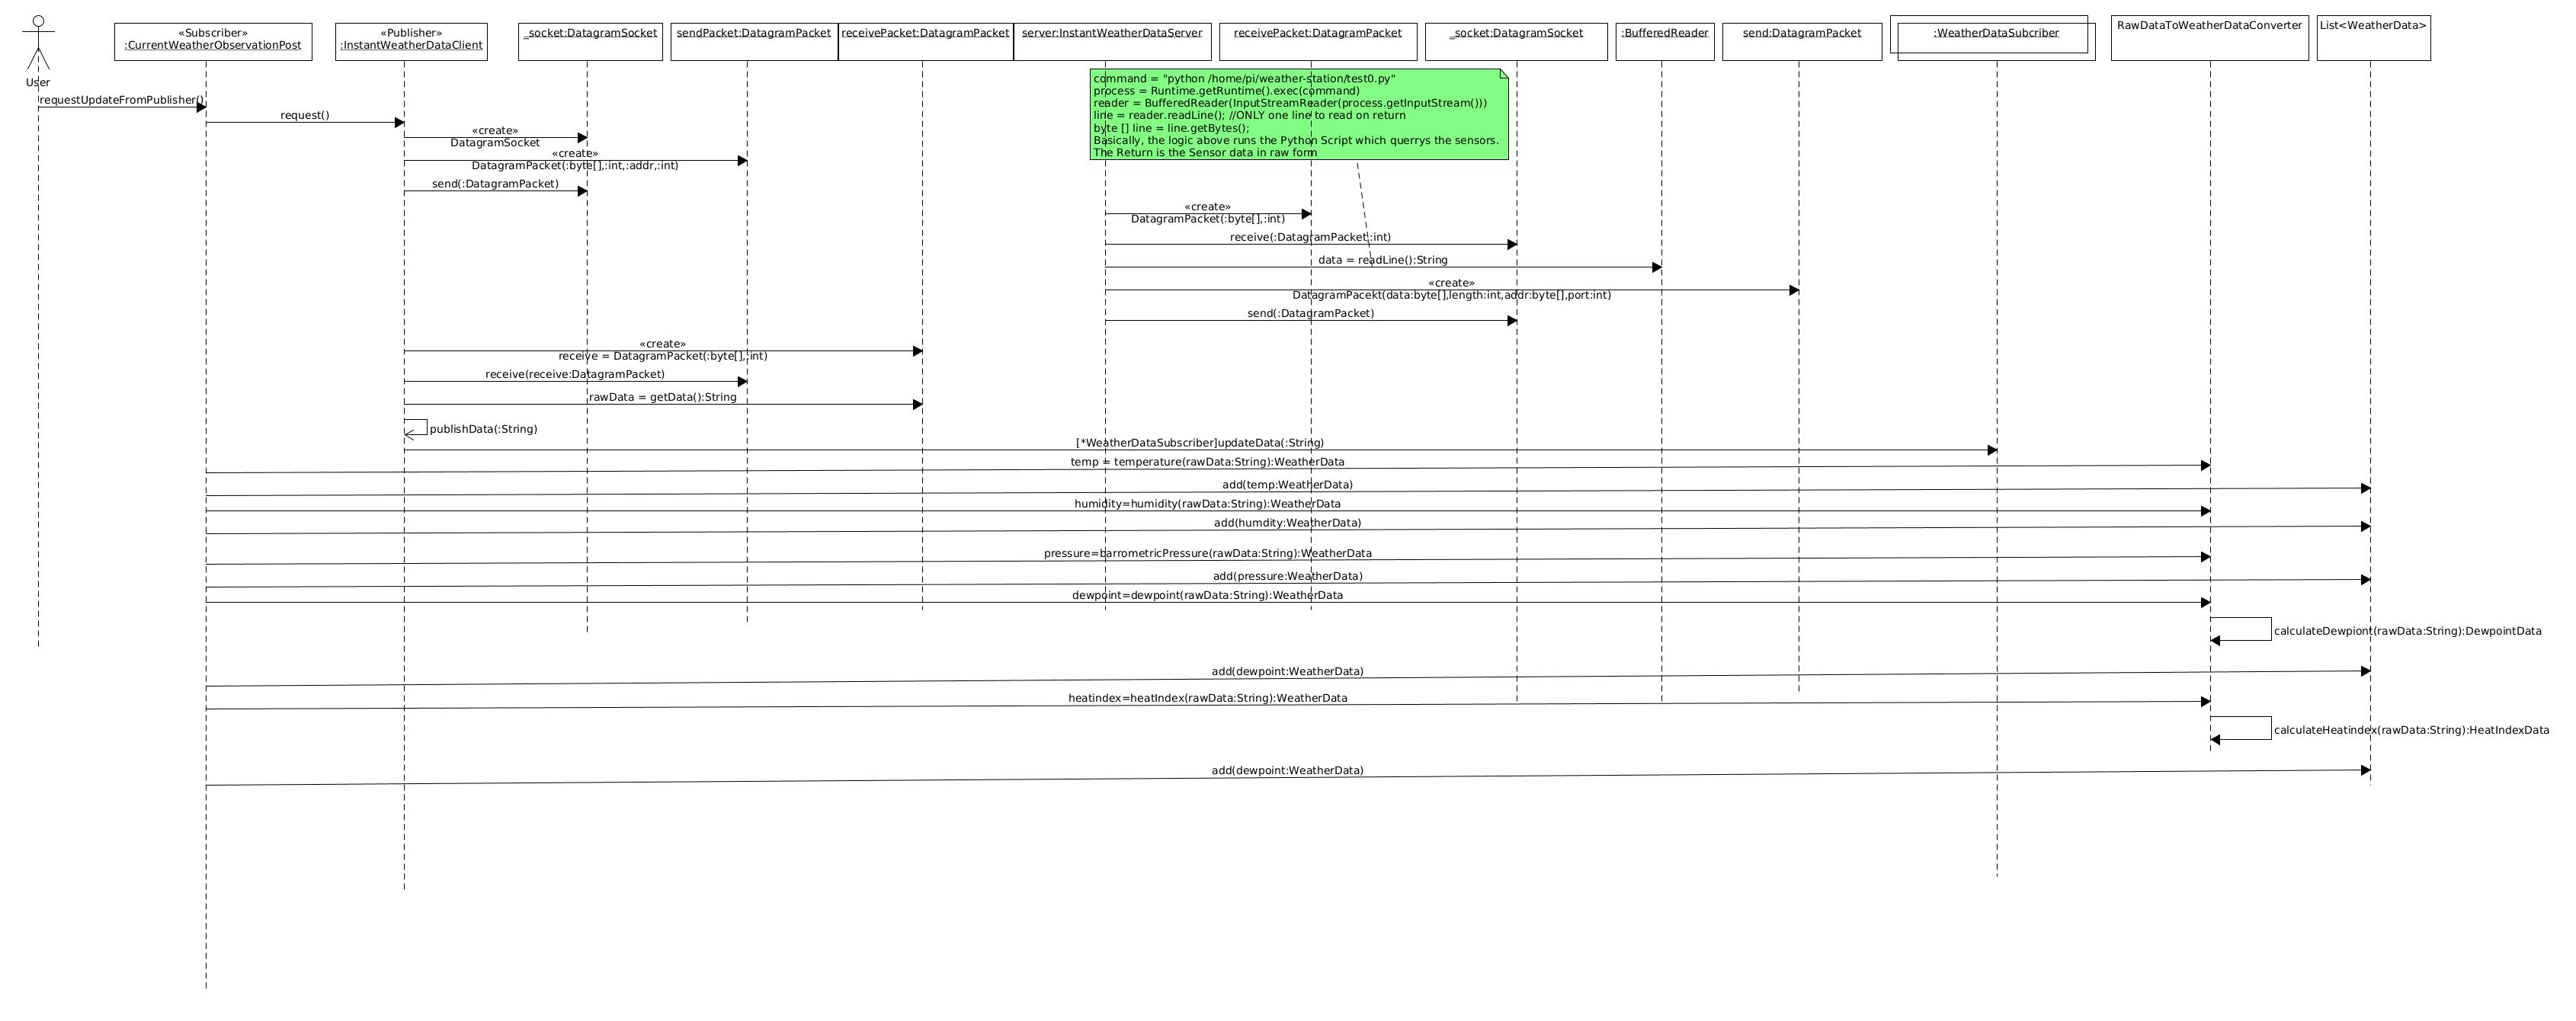 «Subscriber»
:CurrentWeatherObservationPost
«Publisher»
:InstantWeatherDataClient
_socket:DatagramSocket
sendPacket:DatagramPacket
receivePacket:DatagramPacket
server:InstantWeatherDataServer
receivePacket:DatagramPacket
_socket:DatagramSocket
:BufferedReader
send:DatagramPacket
:WeatherDataSubcriber
RawDataToWeatherDataConverter
List<WeatherData>
User
command = "python /home/pi/weather-station/test0.py"
process = Runtime.getRuntime().exec(command)
reader = BufferedReader(InputStreamReader(process.getInputStream()))
line = reader.readLine(); //ONLY one line to read on return
byte [] line = line.getBytes();
Basically, the logic above runs the Python Script which querrys the sensors.
The Return is the Sensor data in raw form
requestUpdateFromPublisher()
request()
«create»
DatagramSocket
«create»
DatagramPacket(:byte[],:int,:addr,:int)
send(:DatagramPacket)
«create»
DatagramPacket(:byte[],:int)
receive(:DatagramPacket,:int)
data = readLine():String
«create»
DatagramPacekt(data:byte[],length:int,addr:byte[],port:int)
send(:DatagramPacket)
«create»
receive = DatagramPacket(:byte[],:int)
receive(receive:DatagramPacket)
rawData = getData():String
publishData(:String)
[*WeatherDataSubscriber]updateData(:String)
temp = temperature(rawData:String):WeatherData
add(temp:WeatherData)
humidity=humidity(rawData:String):WeatherData
add(humdity:WeatherData)
pressure=barrometricPressure(rawData:String):WeatherData
add(pressure:WeatherData)
dewpoint=dewpoint(rawData:String):WeatherData
calculateDewpiont(rawData:String):DewpointData
add(dewpoint:WeatherData)
heatindex=heatIndex(rawData:String):WeatherData
calculateHeatindex(rawData:String):HeatIndexData
add(dewpoint:WeatherData)